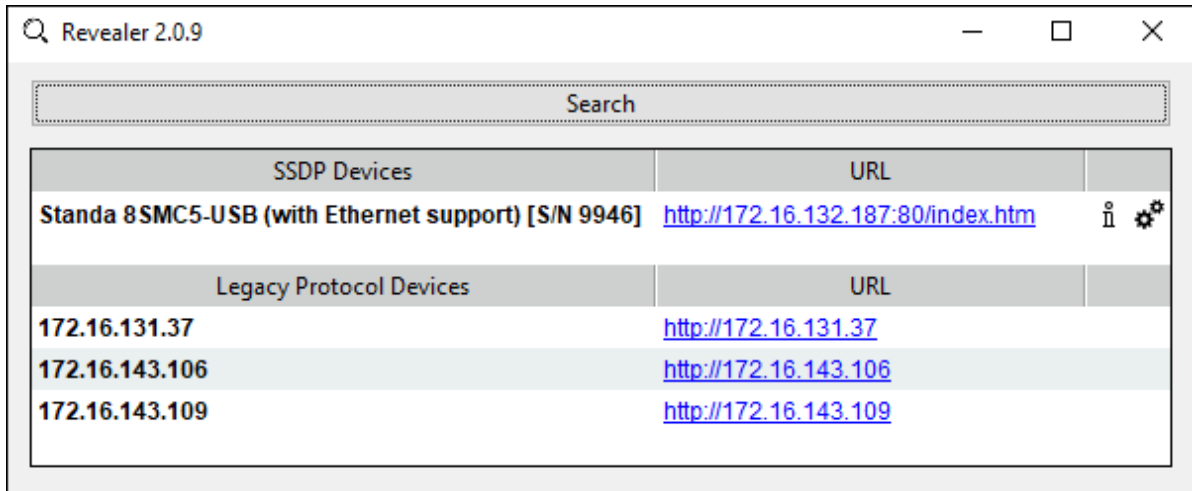 Revealer 2.0.9
Search
SSDP Devices URL
Standa 8SMC5-USB (with Ethernet support) [S/N 9946] http://172.16.132.187:80/index.htm
Legacy Protocol Devices URL
172.16.131.37 http://172.16.131.37
172.16.143.106 http://172.16.143.106
172.16.143.109 http://172.16.143.109